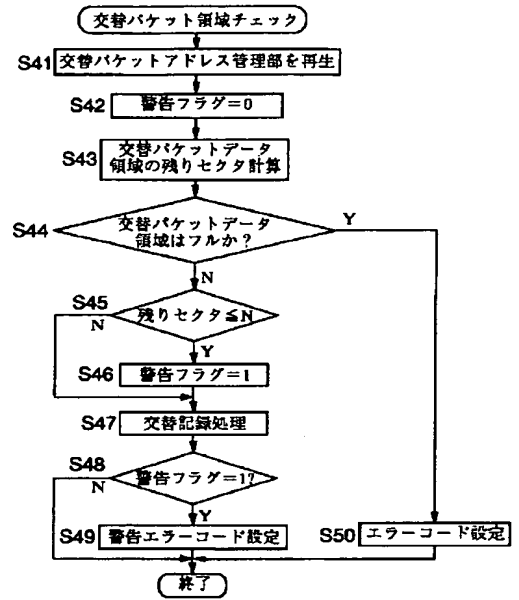 交替パケット領域チェック
S41
交替パケットアドレス管理部を再生
S42
警告フラグ=0
S43
交替パケットデータ
領域の残りセクタ計算
S44
交替パケットデータ
領域はフルか?
Y
N
S45
残りセクタ≦N
N
Y
S46
警告フラグ=1
S47
交替記録処理
S48
警告フラグ=1?
N
Y
S49
警告エラーコード設定
S50
エラーコード設定
終了